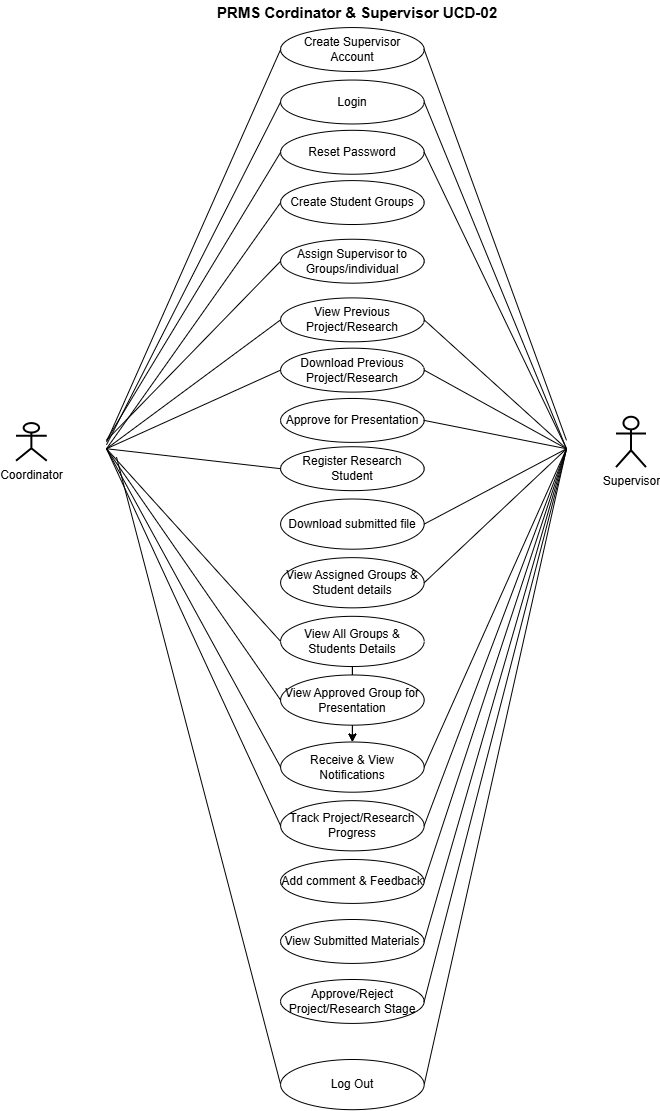 PRMS Cordinator & Supervisor UCD-02
Create Supervisor
Account
Login
Reset Password
Create Student Groups
Assign Supervisor to
Groups/individual
View Previous
Project/Research
Download Previous
Project/Research
Approve for Presentation
Register Research
Student
Coordinator
Supervisor
Download submitted file
View Assigned Groups &
Student details
View All Groups &
Students Details
View Approved Group for
Presentation
Receive & View
Notifications
Track Project/Research
Progress
Add comment & Feedback
View Submitted Materials
Approve/Reject
Project/Research Stage
Log Out